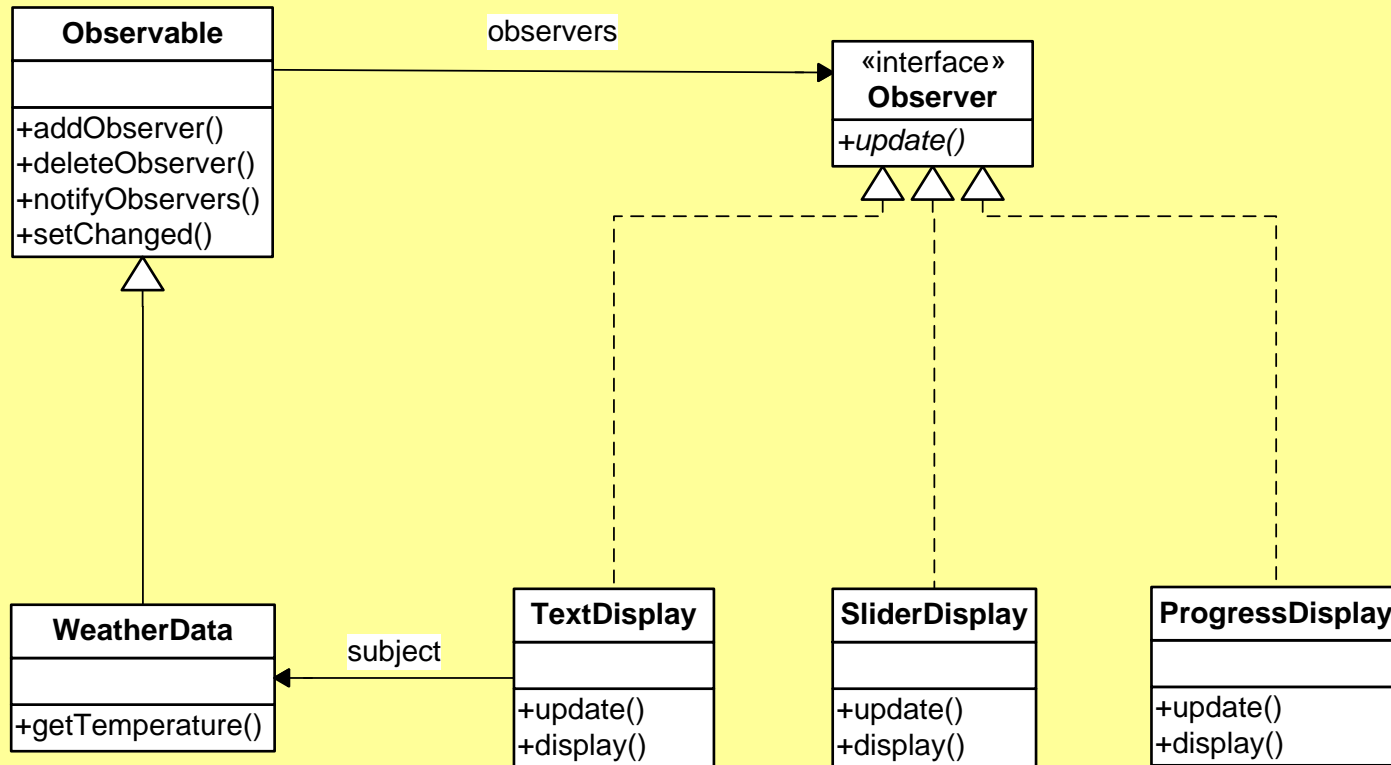 Observable
+addObserver()
+deleteObserver()
+notifyObservers()
+setChanged()
observers
«interface»
Observer
+update()
WeatherData
+getTemperature()
subject
TextDisplay
+update()
+display()
SliderDisplay
+update()
+display()
ProgressDisplay
+update()
+display()